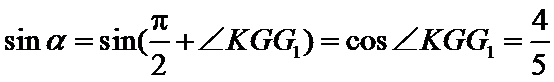 sin α = sin(π/2 + ∠KGG₁) = cos ∠KGG₁ = 4/5